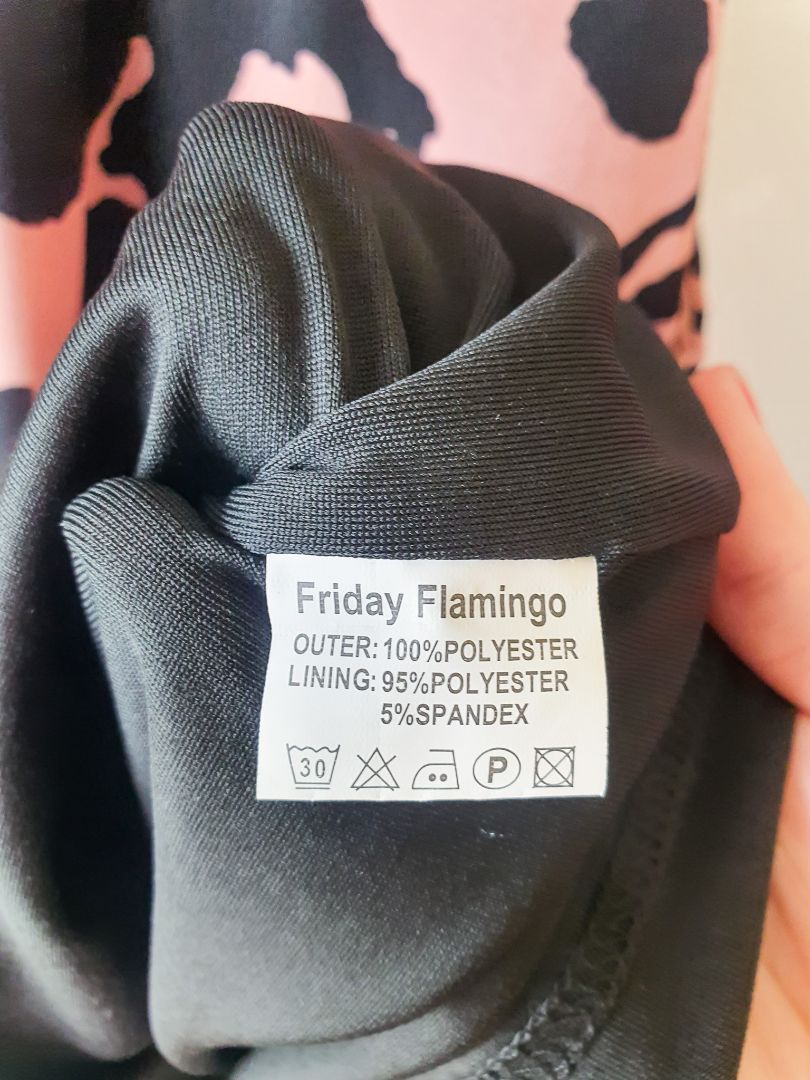 Friday Flamingo
OUTER: 100%POLYESTER
LINING: 95%POLYESTER
5%SPANDEX
30 P